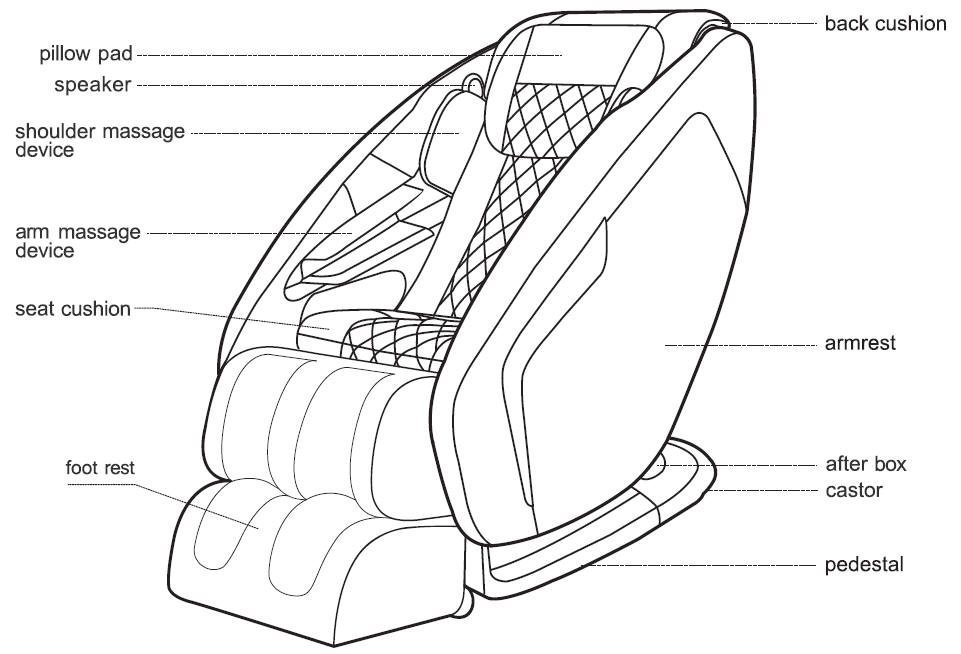 pillow pad
speaker
shoulder massage
device
arm massage
device
seat cushion
foot rest
back cushion
armrest
after box
castor
pedestal